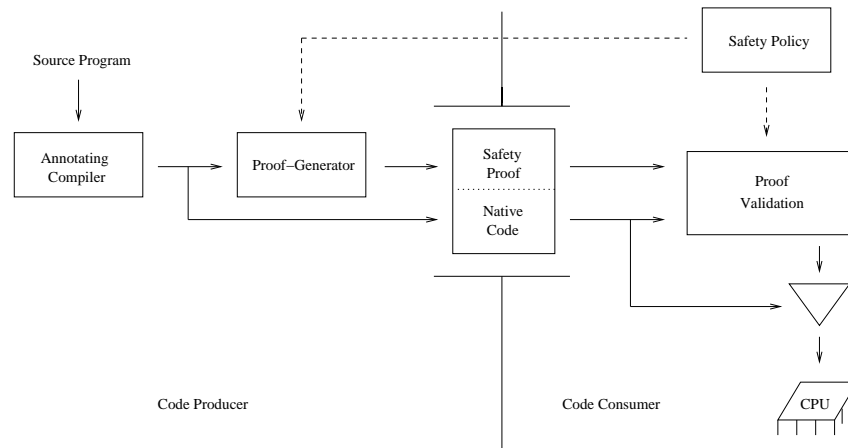 Safety Policy
Source Program
Annotating
Compiler
Proof–Generator
Safety
Proof
Native
Code
Proof
Validation
Code Producer
Code Consumer
CPU